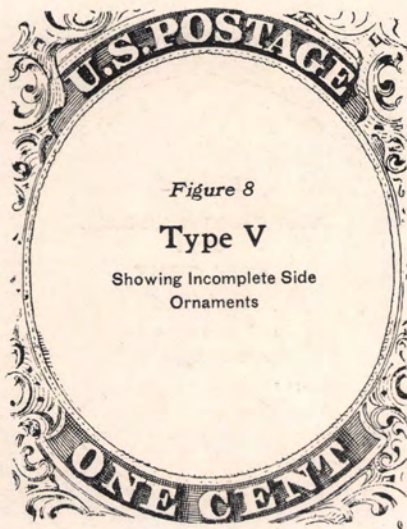 U.S. POSTAGE
Figure 8
Type V
Showing Incomplete Side
Ornaments
ONE CENT